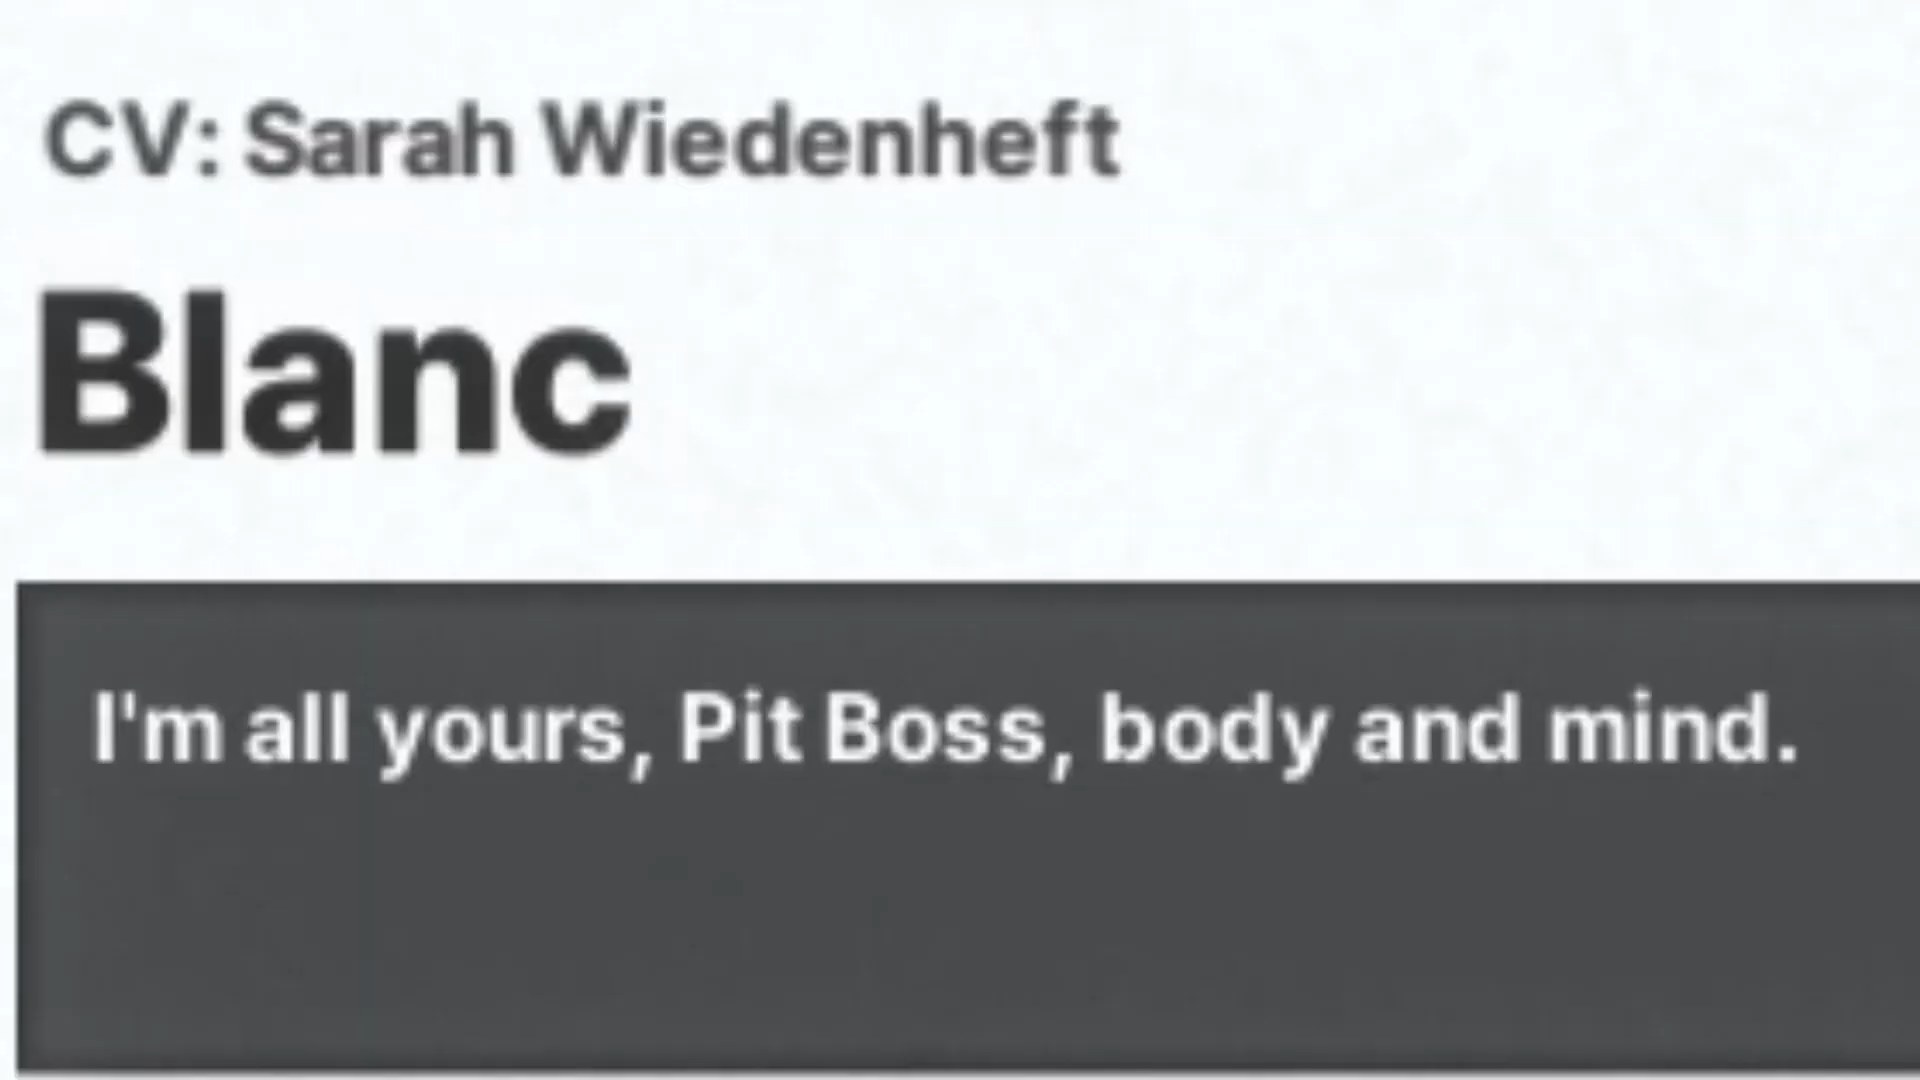 CV: Sarah Wiedenheft
Blanc
I'm all yours, Pit Boss, body and mind.